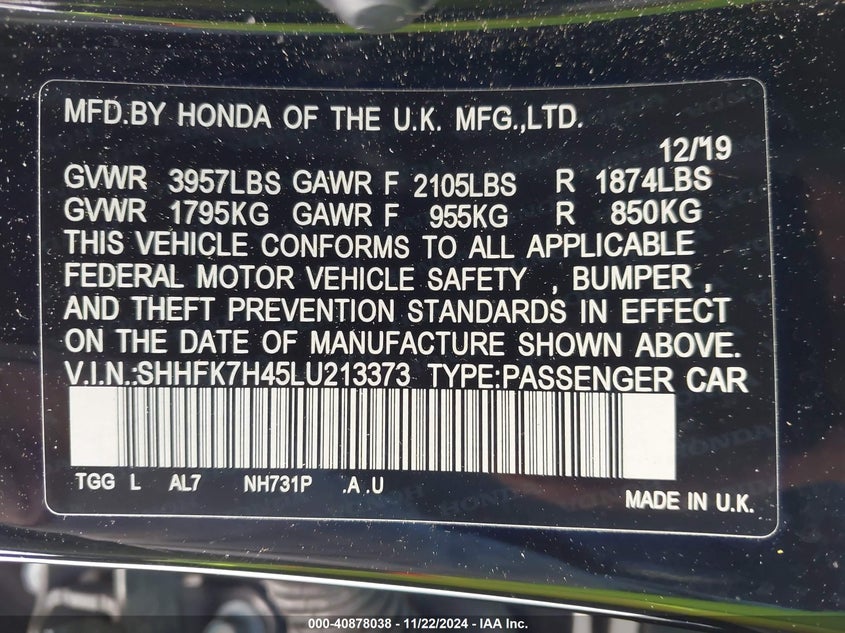 MFD.BY HONDA OF THE U.K. MFG.,LTD.
12/'19
GVWR 3957LBS GAWR F 2105LBS R 1874LBS
GVWR 1795KG GAWR F 955KG R 850KG
THIS VEHICLE CONFORMS TO ALL APPLICABLE
FEDERAL MOTOR VEHICLE SAFETY , BUMPER ,
AND THEFT PREVENTION STANDARDS IN EFFECT
ON THE DATE OF MANUFACTURE SHOWN ABOVE.
V.I.N.:SHHFK7H45LU213373 TYPE:PASSENGER CAR
TGG L AL7 NH731P .A .U
MADE IN U.K.
000-40878038 - 11/22/2024 - IAA Inc.